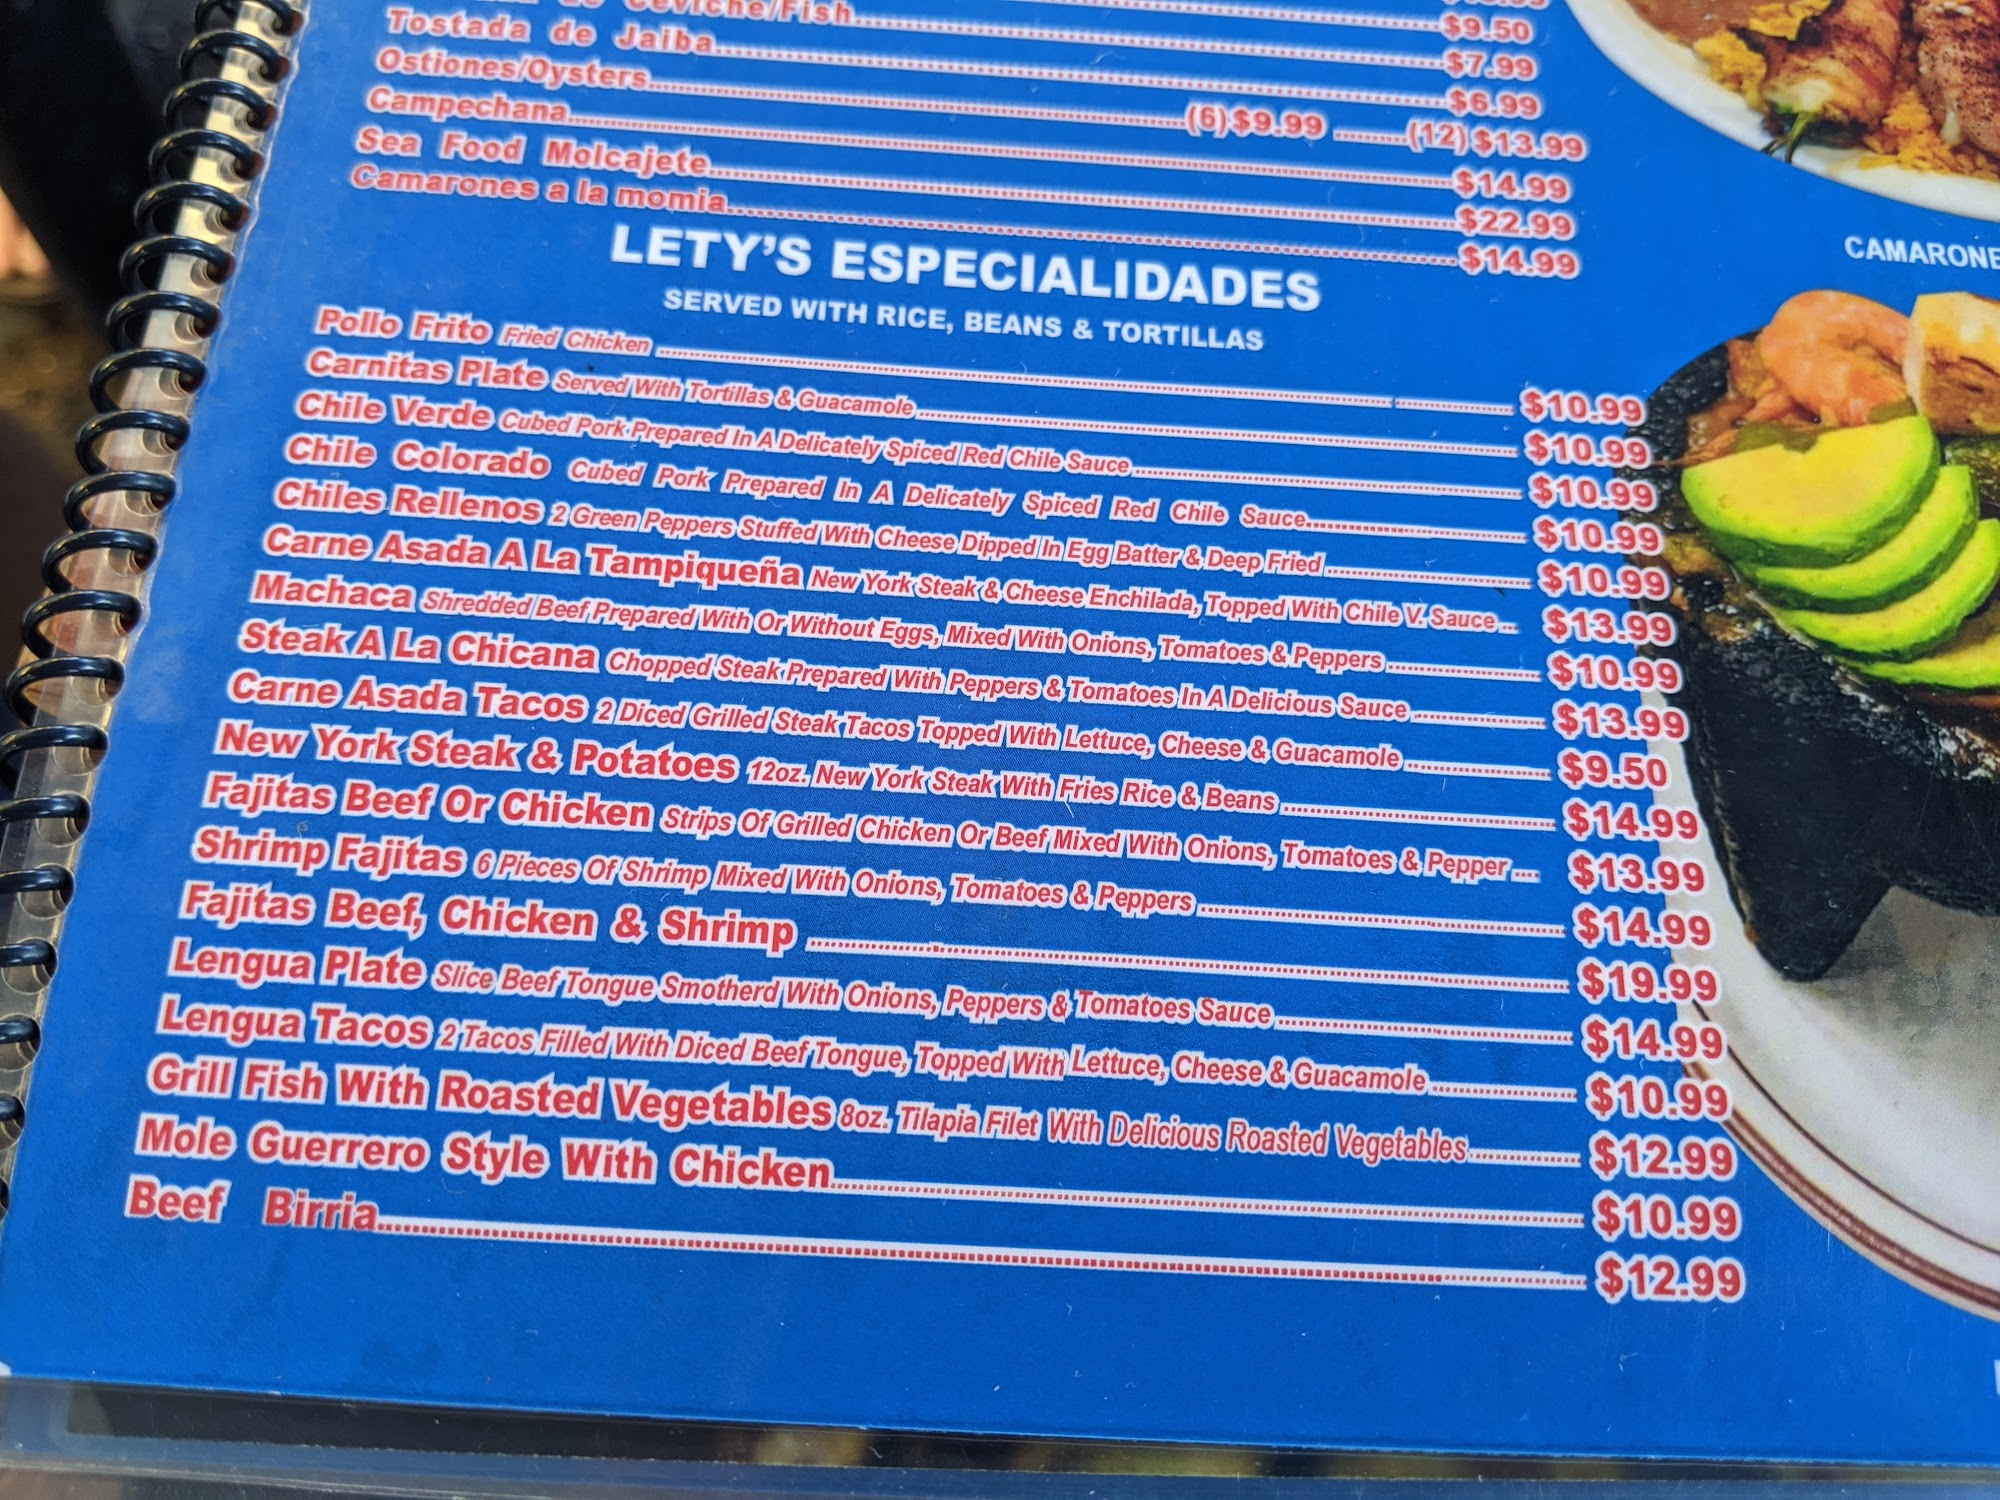 $9.50
de Ceviche/Fish $7.99
Tostada de Jaiba $6.99
Ostiones/Oysters (6)$9.99 (12)$13.99
Campechana $14.99
Sea Food Molcajete $22.99
Camarones a la momia $14.99
LETY'S ESPECIALIDADES
SERVED WITH RICE, BEANS & TORTILLAS
Pollo Frito Fried Chicken $10.99
Carnitas Plate Served With Tortillas & Guacamole $10.99
Chile Verde Cubed Pork Prepared In A Delicately Spiced Red Chile Sauce $10.99
Chile Colorado Cubed Pork Prepared In A Delicately Spiced Red Chile Sauce $10.99
Chiles Rellenos 2 Green Peppers Stuffed With Cheese Dipped In Egg Batter & Deep Fried $10.99
Carne Asada A La Tampiqueña New York Steak & Cheese Enchilada, Topped With Chile V. Sauce $13.99
Machaca Shredded Beef Prepared With Or Without Eggs, Mixed With Onions, Tomatoes & Peppers $10.99
Steak A La Chicana Chopped Steak Prepared With Peppers & Tomatoes In A Delicious Sauce $13.99
Carne Asada Tacos 2 Diced Grilled Steak Tacos Topped With Lettuce, Cheese & Guacamole $9.50
New York Steak & Potatoes 12oz. New York Steak With Fries Rice & Beans $14.99
Fajitas Beef Or Chicken Strips Of Grilled Chicken Or Beef Mixed With Onions, Tomatoes & Pepper $13.99
Shrimp Fajitas 6 Pieces Of Shrimp Mixed With Onions, Tomatoes & Peppers $14.99
Fajitas Beef, Chicken & Shrimp $19.99
Lengua Plate Slice Beef Tongue Smotherd With Onions, Peppers & Tomatoes Sauce $14.99
Lengua Tacos 2 Tacos Filled With Diced Beef Tongue, Topped With Lettuce, Cheese & Guacamole $10.99
Grill Fish With Roasted Vegetables 8oz. Tilapia Filet With Delicious Roasted Vegetables $12.99
Mole Guerrero Style With Chicken $10.99
Beef Birria $12.99
CAMARONE